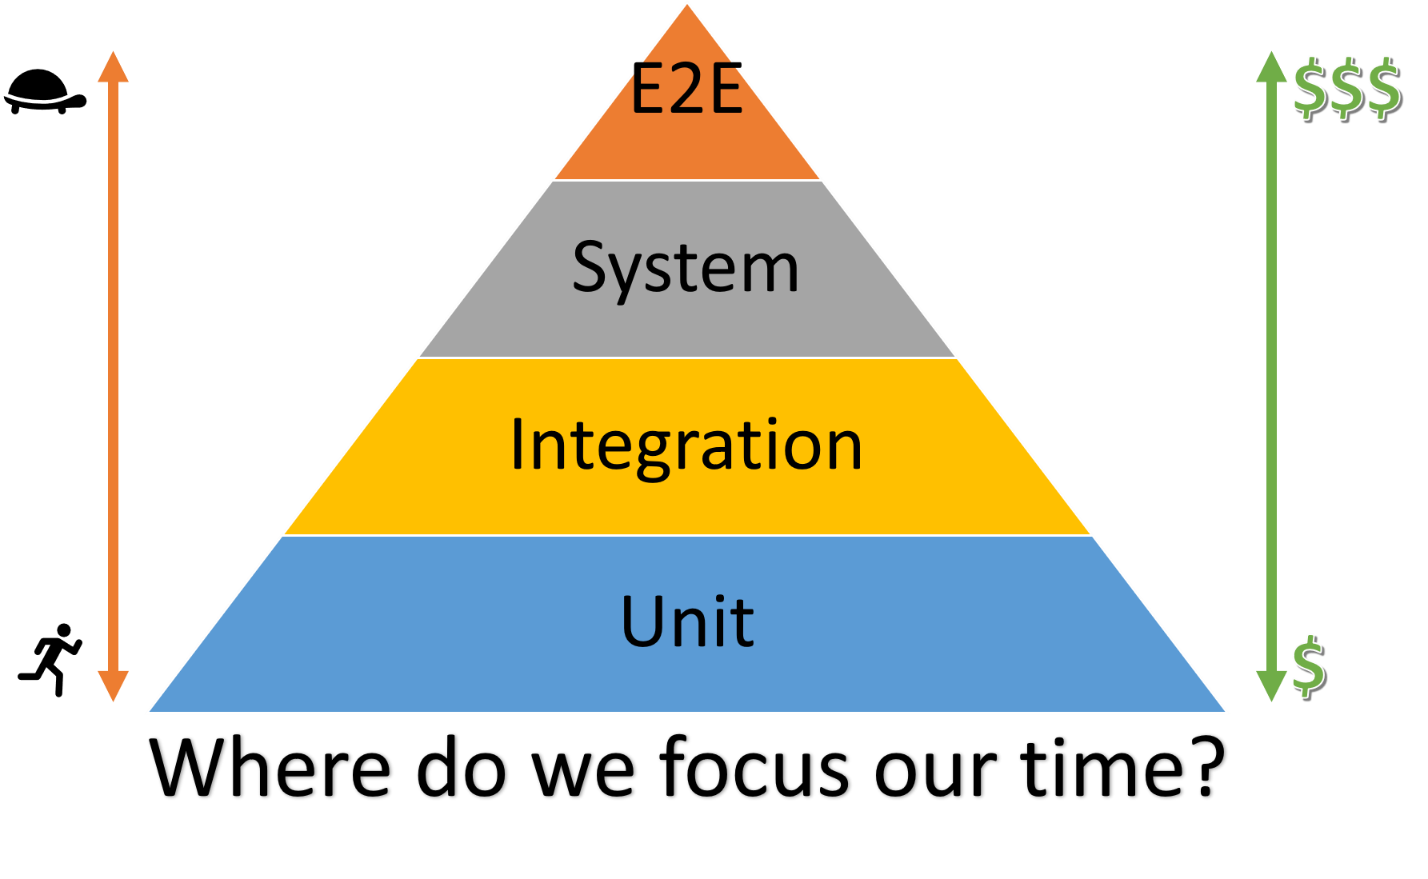 E2E
$$$
System
Integration
Unit
$
Where do we focus our time?